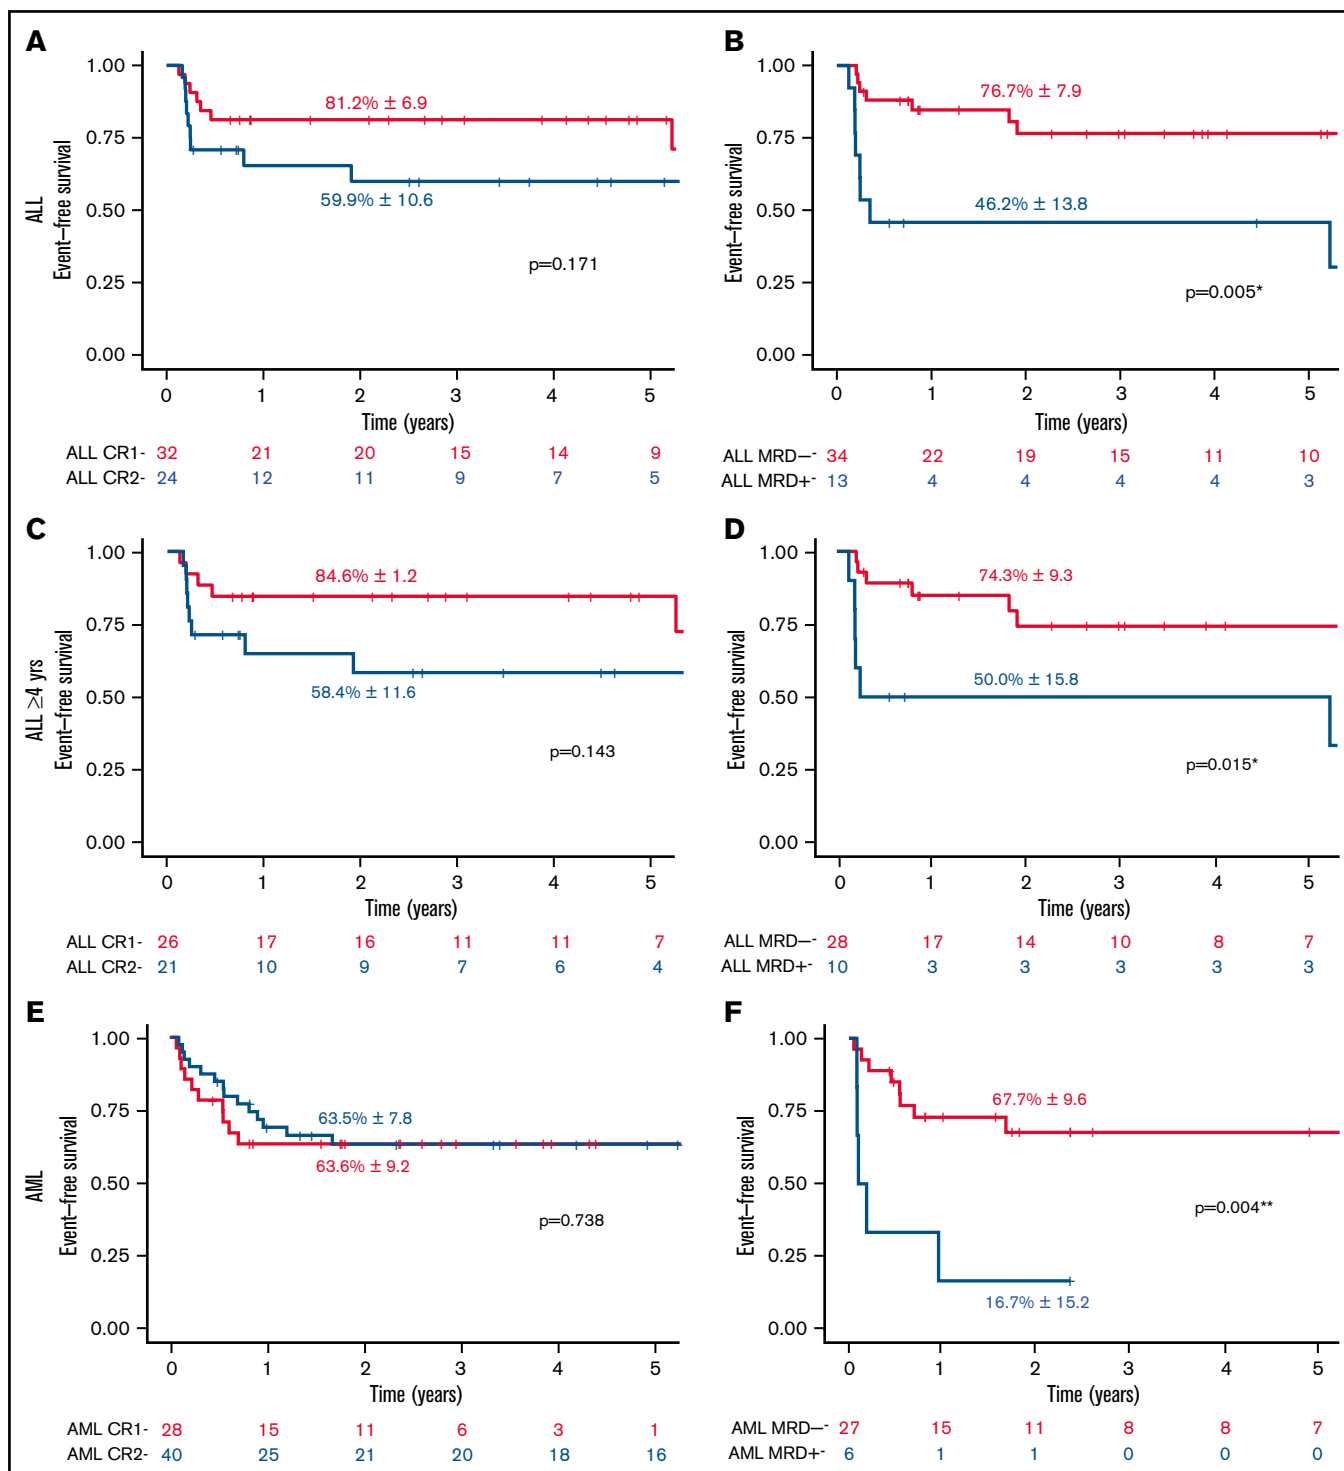 A
ALL
Event–free survival
1.00
0.75
0.50
0.25
0.00
81.2% ± 6.9
59.9% ± 10.6
p=0.171
0 1 2 3 4 5
Time (years)
ALL CR1- 32 21 20 15 14 9
ALL CR2- 24 12 11 9 7 5
B
Event–free survival
1.00
0.75
0.50
0.25
0.00
76.7% ± 7.9
46.2% ± 13.8
p=0.005*
0 1 2 3 4 5
Time (years)
ALL MRD–- 34 22 19 15 11 10
ALL MRD+- 13 4 4 4 4 3
C
ALL ≥4 yrs
Event–free survival
1.00
0.75
0.50
0.25
0.00
84.6% ± 1.2
58.4% ± 11.6
p=0.143
0 1 2 3 4 5
Time (years)
ALL CR1- 26 17 16 11 11 7
ALL CR2- 21 10 9 7 6 4
D
Event–free survival
1.00
0.75
0.50
0.25
0.00
74.3% ± 9.3
50.0% ± 15.8
p=0.015*
0 1 2 3 4 5
Time (years)
ALL MRD–- 28 17 14 10 8 7
ALL MRD+- 10 3 3 3 3 3
E
AML
Event–free survival
1.00
0.75
0.50
0.25
0.00
63.5% ± 7.8
63.6% ± 9.2
p=0.738
0 1 2 3 4 5
Time (years)
AML CR1- 28 15 11 6 3 1
AML CR2- 40 25 21 20 18 16
F
Event–free survival
1.00
0.75
0.50
0.25
0.00
67.7% ± 9.6
p=0.004**
16.7% ± 15.2
0 1 2 3 4 5
Time (years)
AML MRD–- 27 15 11 8 8 7
AML MRD+- 6 1 1 0 0 0